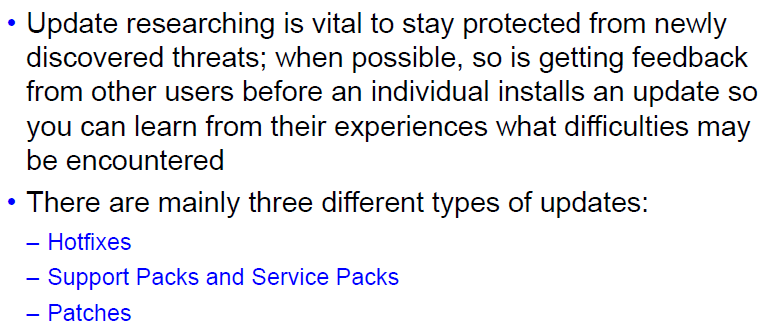 • Update researching is vital to stay protected from newly
discovered threats; when possible, so is getting feedback
from other users before an individual installs an update so
you can learn from their experiences what difficulties may
be encountered
• There are mainly three different types of updates:
– Hotfixes
– Support Packs and Service Packs
– Patches